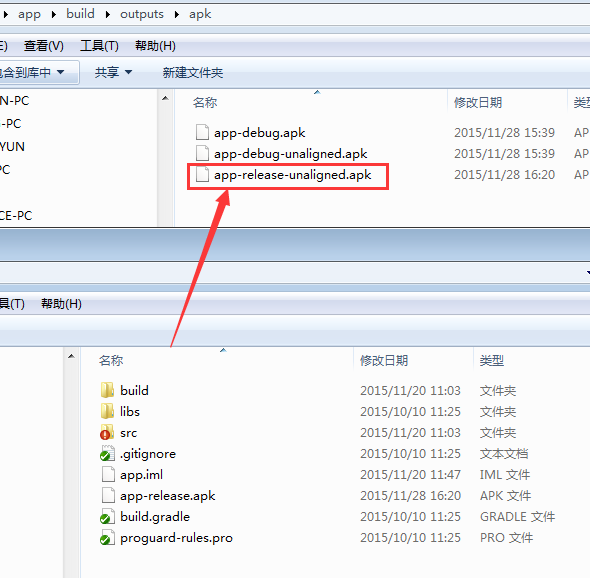 app build outputs apk
E) 查看(V) 工具(T) 帮助(H)
包含到库中 共享 新建文件夹
N-PC
-PC
YUN
PC
CE-PC
名称 修改日期
app-debug.apk 2015/11/28 15:39 AP
app-debug-unaligned.apk 2015/11/28 15:39 AP
app-release-unaligned.apk 2015/11/28 16:20 AP
具(T) 帮助(H)
名称 修改日期 类型
build 2015/11/20 11:03 文件夹
libs 2015/10/10 11:25 文件夹
src 2015/11/20 11:03 文件夹
.gitignore 2015/10/10 11:25 文本文档
app.iml 2015/11/20 11:47 IML 文件
app-release.apk 2015/11/28 16:20 APK 文件
build.gradle 2015/10/10 11:25 GRADLE 文件
proguard-rules.pro 2015/10/10 11:25 PRO 文件